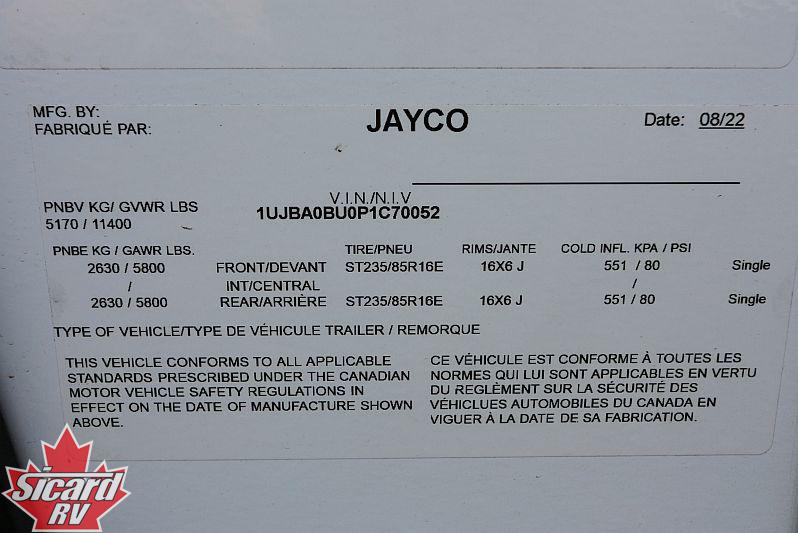 MFG. BY:
FABRIQUÉ PAR:
JAYCO
Date: 08/22
PNBV KG/ GVWR LBS
5170 / 11400
V.I.N./N.I.V
1UJBA0BU0P1C70052
PNBE KG / GAWR LBS. TIRE/PNEU RIMS/JANTE COLD INFL. KPA / PSI
2630 / 5800 FRONT/DEVANT ST235/85R16E 16X6 J 551 / 80 Single
/ INT/CENTRAL /
2630 / 5800 REAR/ARRIÈRE ST235/85R16E 16X6 J 551 / 80 Single
TYPE OF VEHICLE/TYPE DE VÉHICULE TRAILER / REMORQUE
THIS VEHICLE CONFORMS TO ALL APPLICABLE
STANDARDS PRESCRIBED UNDER THE CANADIAN
MOTOR VEHICLE SAFETY REGULATIONS IN
EFFECT ON THE DATE OF MANUFACTURE SHOWN
ABOVE.
CE VÉHICULE EST CONFORME À TOUTES LES
NORMES QUI LUI SONT APPLICABLES EN VERTU
DU REGLÈMENT SUR LA SÉCURITÉ DES
VÉHICLUES AUTOMOBILES DU CANADA EN
VIGUER À LA DATE DE SA FABRICATION.
Sicard
RV